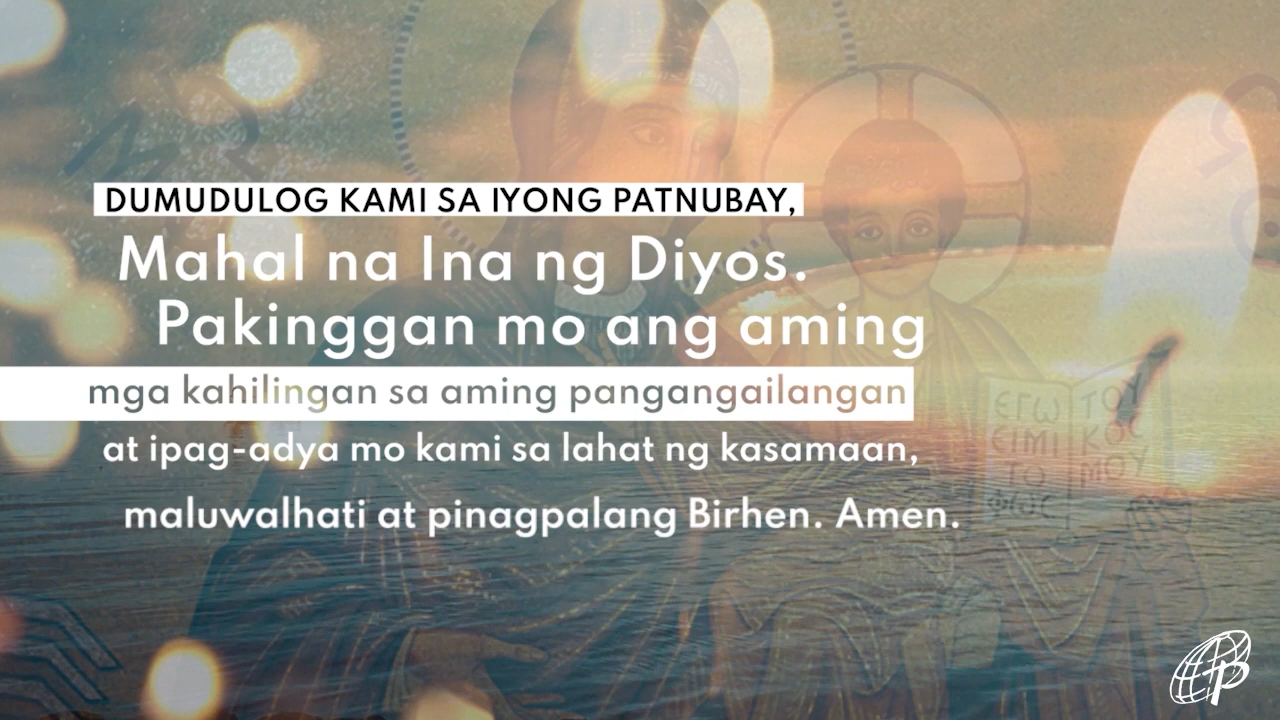 DUMUDULOG KAMI SA IYONG PATNUBAY,
Mahal na Ina ng Diyos.
Pakinggan mo ang aming
mga kahilingan sa aming pangangailangan
at ipag-adya mo kami sa lahat ng kasamaan,
maluwalhati at pinagpalang Birhen. Amen.
ΕΓω
ΕΙΜΙ
ΤΟ
ΦΩC
ΤΟΥ
ΚΟC
ΜΟΥ